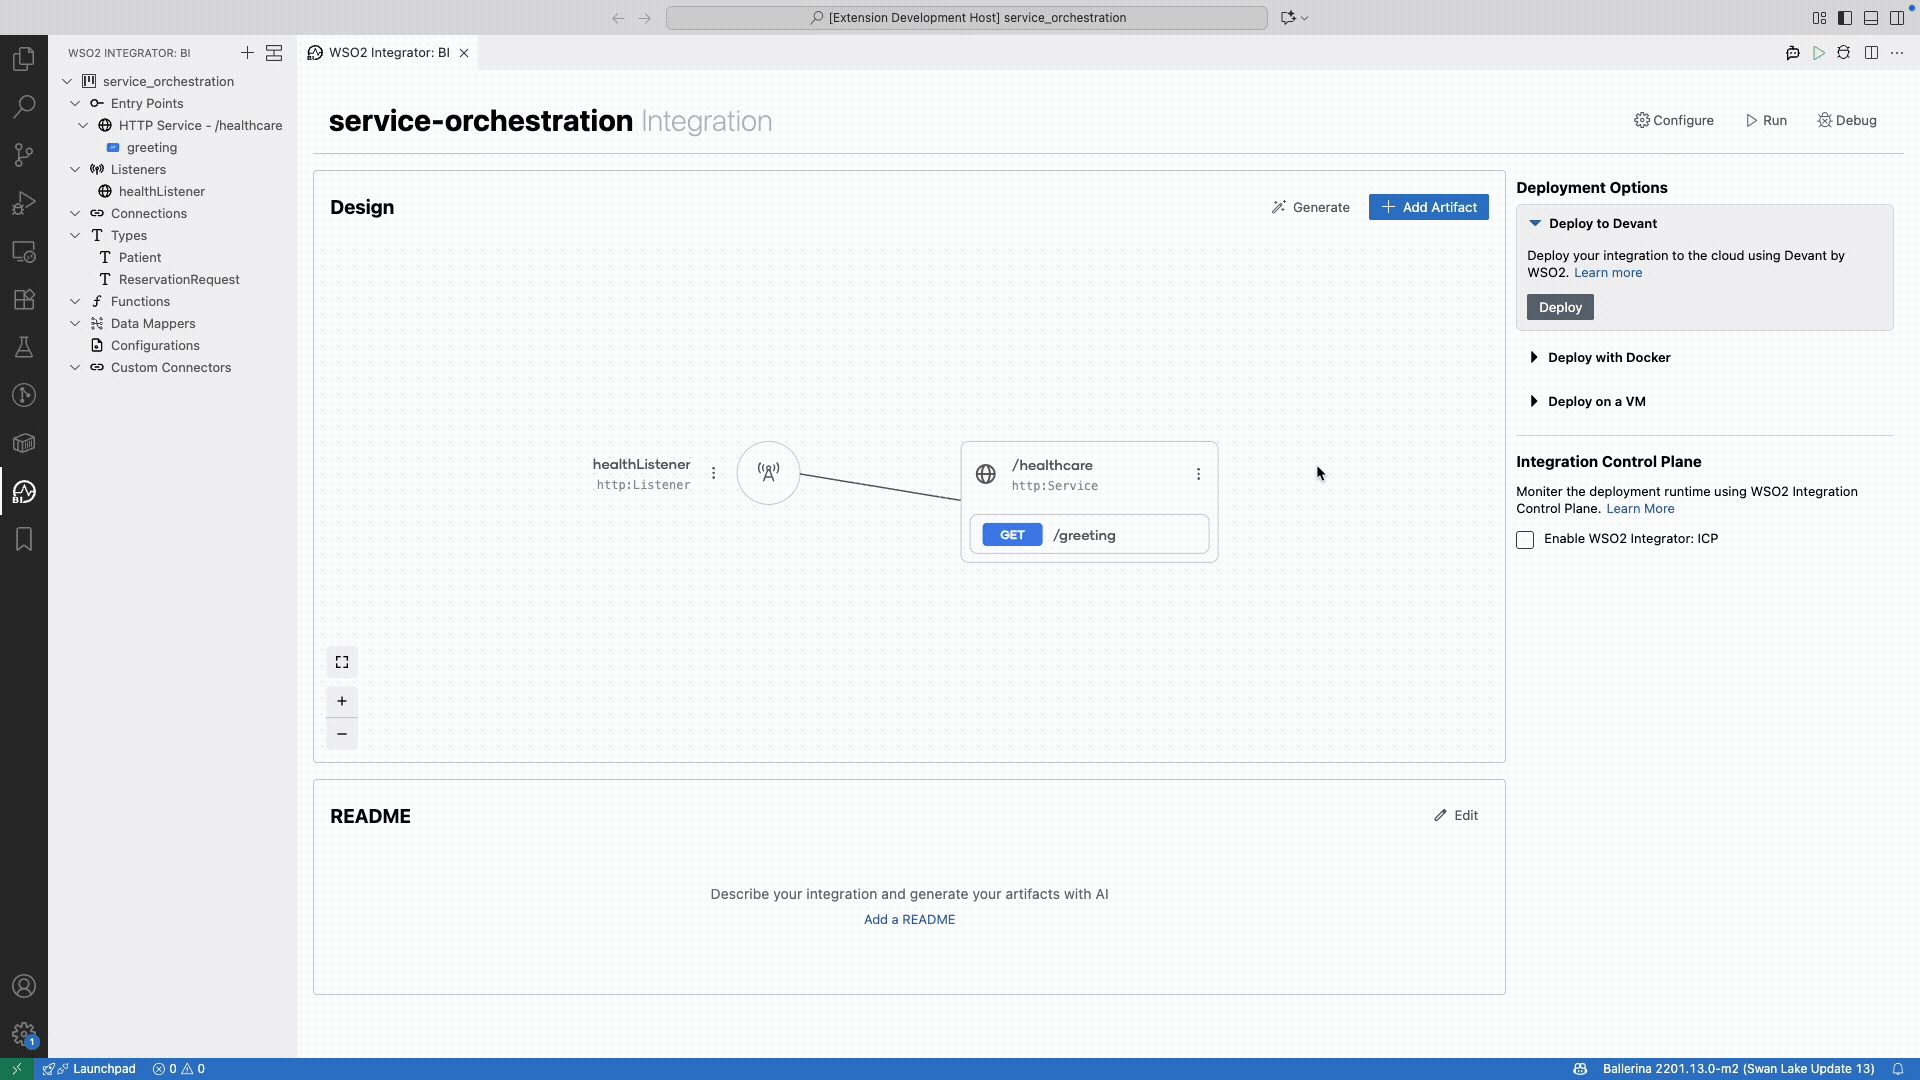 [Extension Development Host] service_orchestration
WSO2 INTEGRATOR: BI
service_orchestration
Entry Points
HTTP Service - /healthcare
greeting
Listeners
healthListener
Connections
Types
Patient
ReservationRequest
Functions
Data Mappers
Configurations
Custom Connectors
WSO2 Integrator: BI
service-orchestration Integration
Configure
Run
Debug
Design
Generate
Add Artifact
healthListener
http:Listener
/healthcare
http:Service
GET /greeting
README
Edit
Describe your integration and generate your artifacts with AI
Add a README
Deployment Options
Deploy to Devant
Deploy your integration to the cloud using Devant by
WSO2. Learn more
Deploy
Deploy with Docker
Deploy on a VM
Integration Control Plane
Moniter the deployment runtime using WSO2 Integration
Control Plane. Learn More
Enable WSO2 Integrator: ICP
BI
1
Launchpad
0 0
Ballerina 2201.13.0-m2 (Swan Lake Update 13)